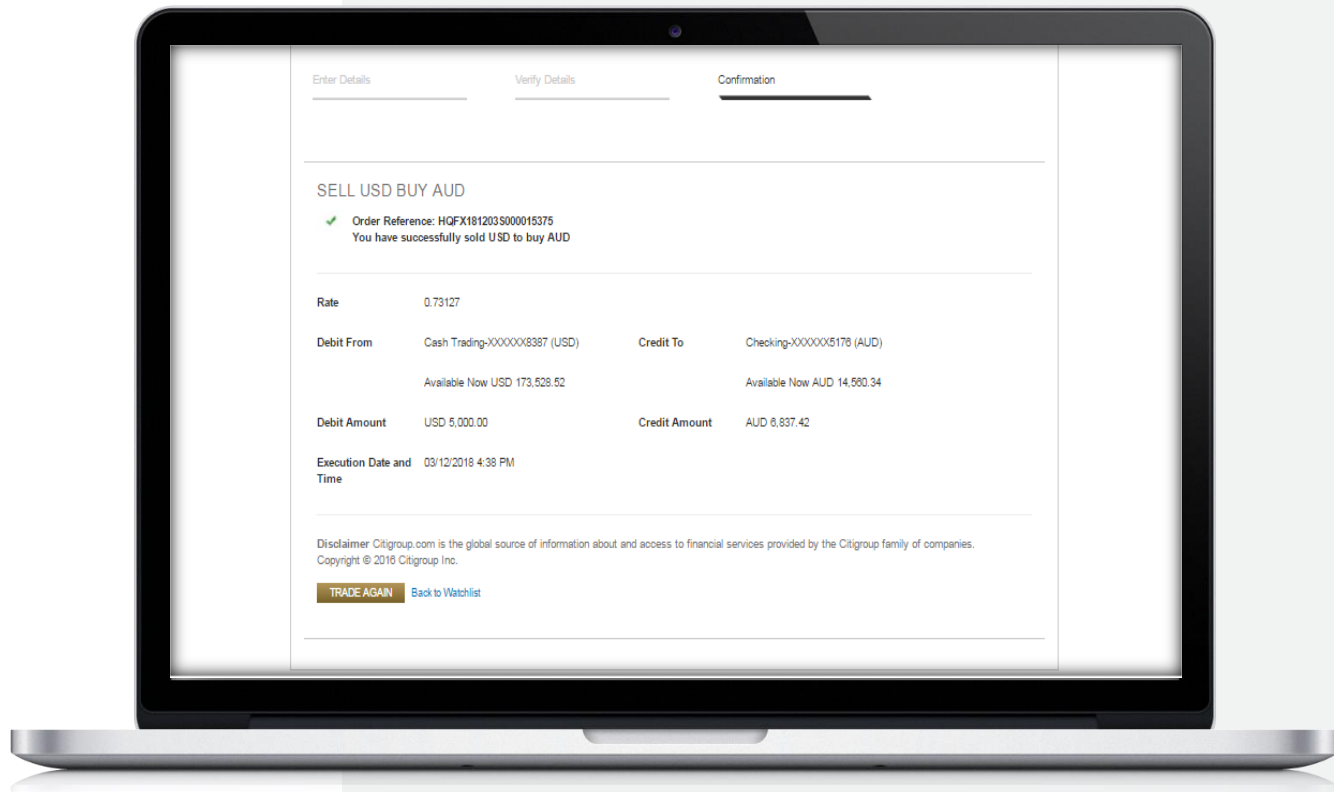 Enter Details Verify Details Confirmation
SELL USD BUY AUD
Order Reference: HQFX181203S000015375
You have successfully sold USD to buy AUD
Rate 0.73127
Debit From Cash Trading-XXXXXX8387 (USD) Credit To Checking-XXXXXX5176 (AUD)
Available Now USD 173,528.52 Available Now AUD 14,560.34
Debit Amount USD 5,000.00 Credit Amount AUD 6,837.42
Execution Date and 03/12/2018 4:38 PM
Time
Disclaimer Citigroup.com is the global source of information about and access to financial services provided by the Citigroup family of companies.
Copyright © 2016 Citigroup Inc.
TRADE AGAIN Back to Watchlist